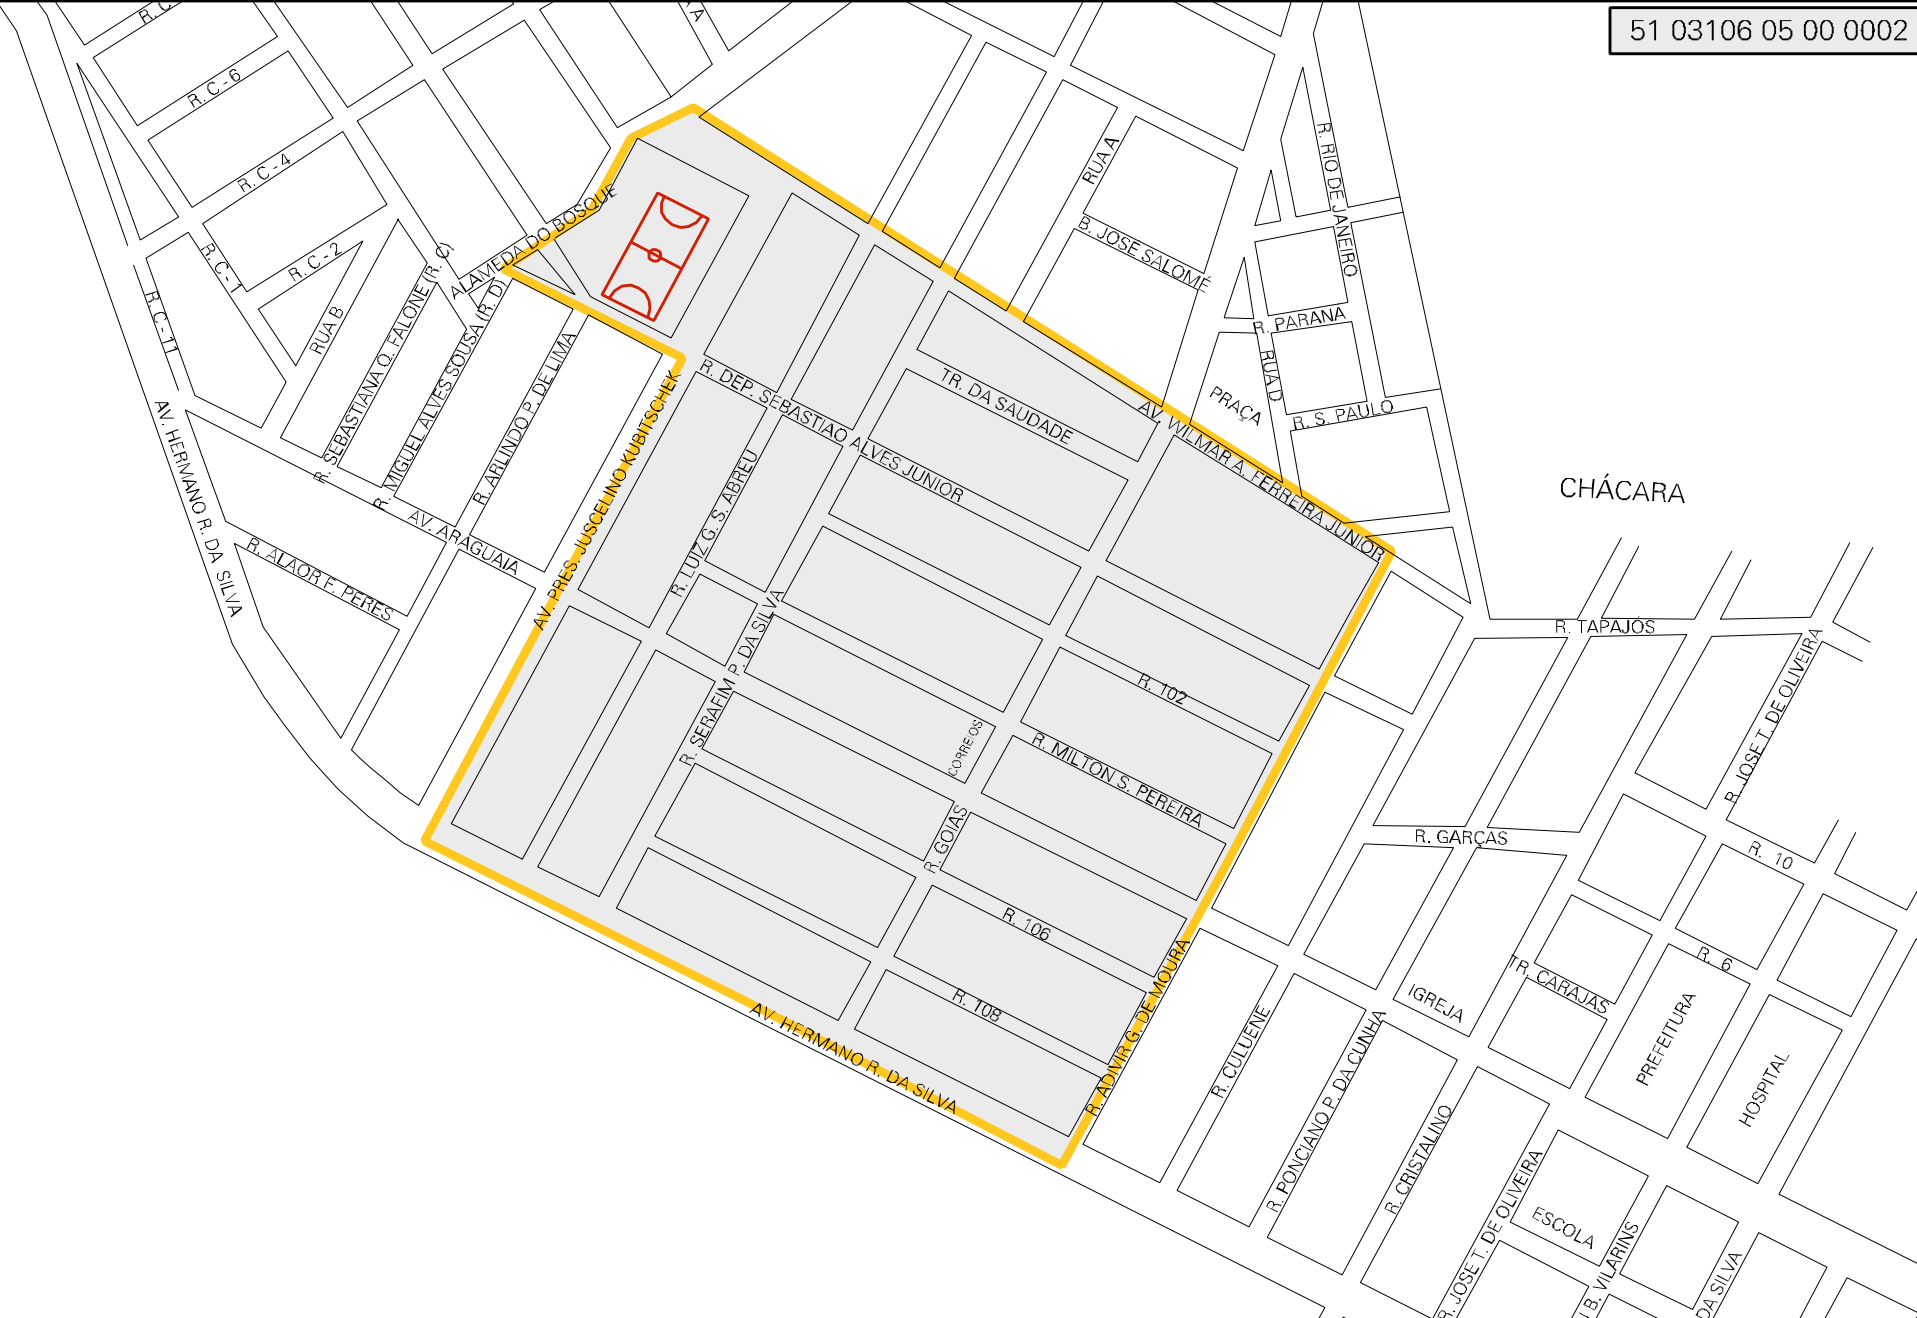 51 03106 05 00 0002
R. C - 6
R. C - 4
R. C - 2
R. C - 1
R. C - 11
RUA B
R. SEBASTIANA Q. FALONE (R. C)
R. MIGUEL ALVES SOUSA (R. D)
R. ARLINDO P. DE LIMA
ALAMEDA DO BOSQUE
AV. HERMANO R. DA SILVA
AV. ARAGUAIA
R. ALAOR F. PERES
AV. PRES. JUSCELINO KUBITSCHEK
R. DEP. SEBASTIAO ALVES JUNIOR
R. LUIZ G. S. ABREU
R. SERAFIM P. DA SILVA
TR. DA SAUDADE
AV. WILMAR A. FERREIRA JUNIOR
RUA A
B. JOSE SALOMÉ
R. RIO DE JANEIRO
R. PARANA
RUA D
PRAÇA
R. S. PAULO
CHÁCARA
R. TAPAJÓS
R. JOSE T. DE OLIVEIRA
R. 102
R. MILTON S. PEREIRA
CORREIOS
R. GOIAS
R. 106
R. 108
AV. HERMANO R. DA SILVA
R. ADIVIR G. DE MOURA
R. GARÇAS
R. 10
R. 6
TR. CARAJAS
IGREJA
PREFEITURA
HOSPITAL
R. CULUENE
R. PONCIANO P. DA CUNHA
R. CRISTALINO
R. JOSE T. DE OLIVEIRA
ESCOLA
B. VILARINS
DA SILVA